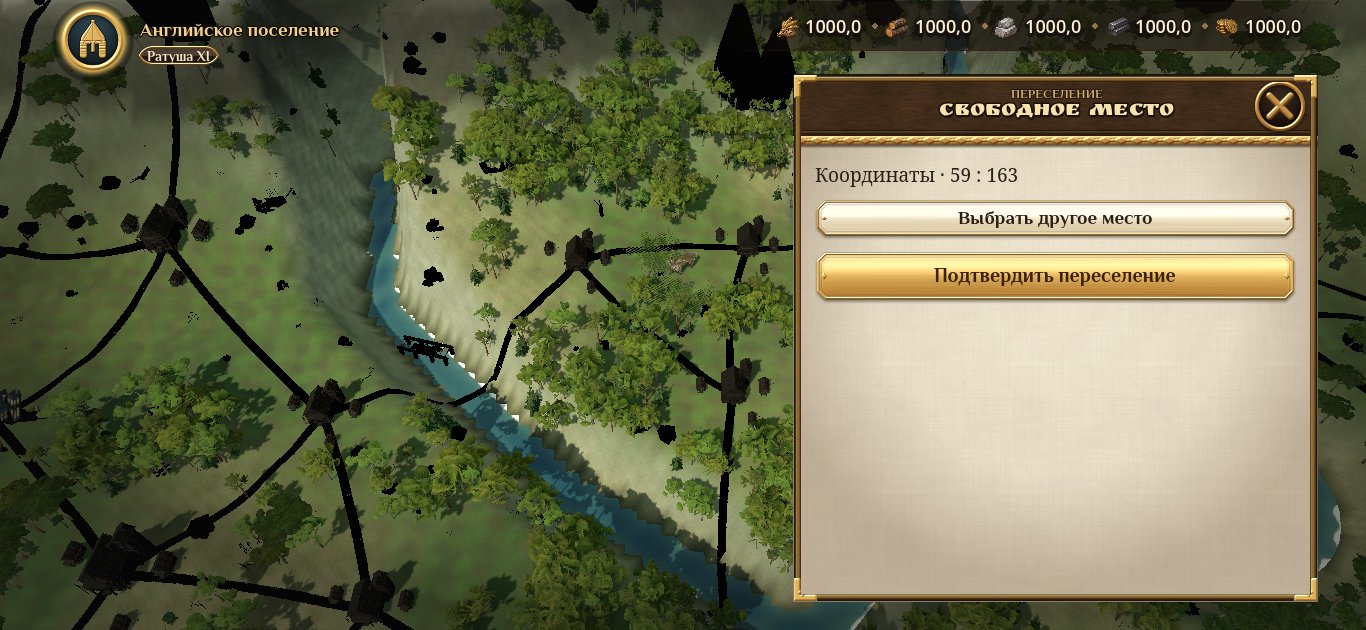 Английское поселение
Ратуша XI
1000,0 1000,0 1000,0 1000,0 1000,0
ПЕРЕСЕЛЕНИЕ
СВОБОДНОЕ МЕСТО
Координаты · 59 : 163
Выбрать другое место
Подтвердить переселение